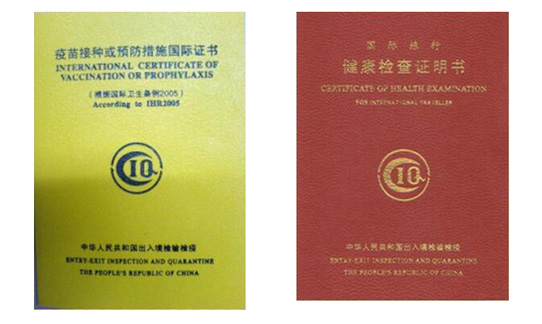 疫苗接种或预防措施国际证书
INTERNATIONAL CERTIFICATE OF
VACCINATION OR PROPHYLAXIS
（根据国际卫生条例2005）
According to IHR2005
CIQ
中华人民共和国出入境检验检疫
ENTRY-EXIT INSPECTION AND QUARANTINE
THE PEOPLE'S REPUBLIC OF CHINA
国际旅行
健康检查证明书
CERTIFICATE OF HEALTH EXAMINATION
FOR INTERNATIONAL TRAVELLER
CIQ
中华人民共和国出入境检验检疫
ENTRY-EXIT INSPECTION AND QUARANTINE
THE PEOPLE'S REPUBLIC OF CHINA